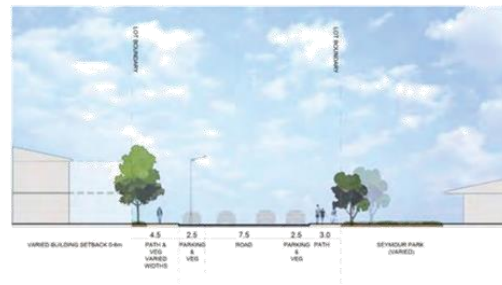 LOT BOUNDARY
LOT BOUNDARY
4.5 2.5 7.5 2.5 3.0
VARIED BUILDING SETBACK 0-6m
PATH &
VEG
VARIED
WIDTHS
PARKING
&
VEG
ROAD
PARKING
&
VEG
PATH
SEYMOUR PARK
(VARIED)